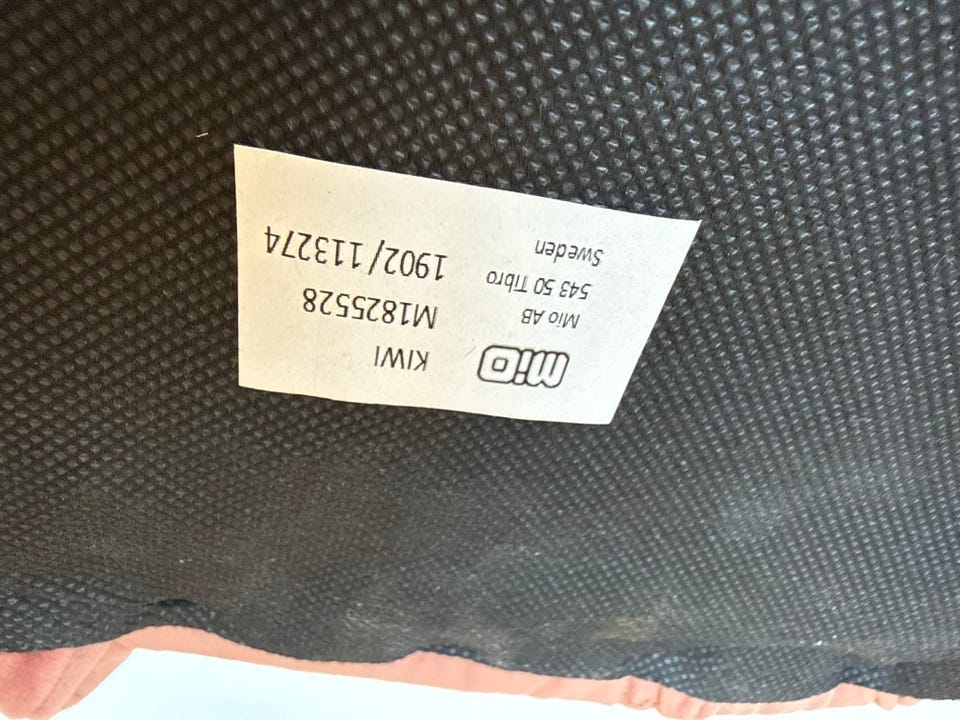 mio KIWI
Mio AB M1825528
543 50 Tibro 1902/113274
Sweden